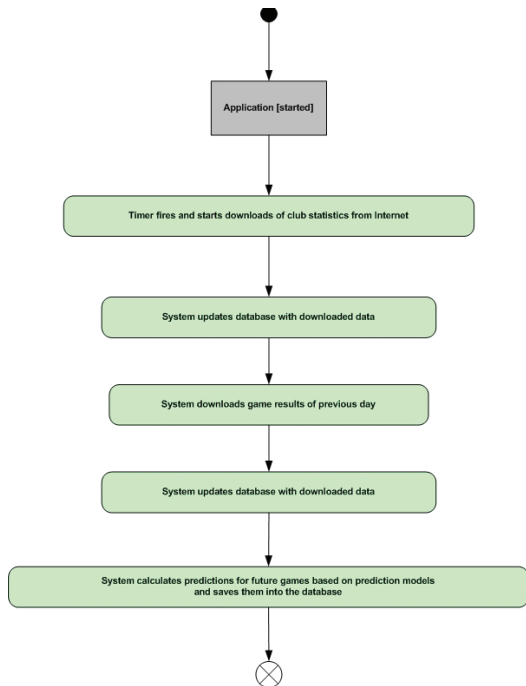 Application [started]
Timer fires and starts downloads of club statistics from Internet
System updates database with downloaded data
System downloads game results of previous day
System updates database with downloaded data
System calculates predictions for future games based on prediction models
and saves them into the database